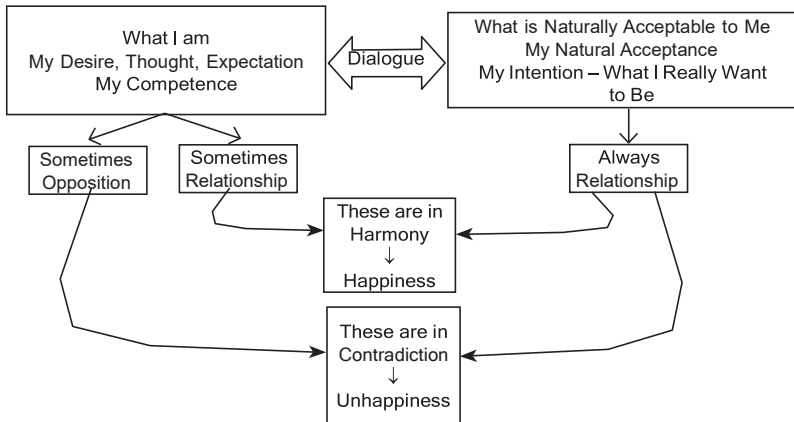 What I am
My Desire, Thought, Expectation
My Competence
Dialogue
What is Naturally Acceptable to Me
My Natural Acceptance
My Intention – What I Really Want
to Be
Sometimes
Opposition
Sometimes
Relationship
Always
Relationship
These are in
Harmony
↓
Happiness
These are in
Contradiction
↓
Unhappiness